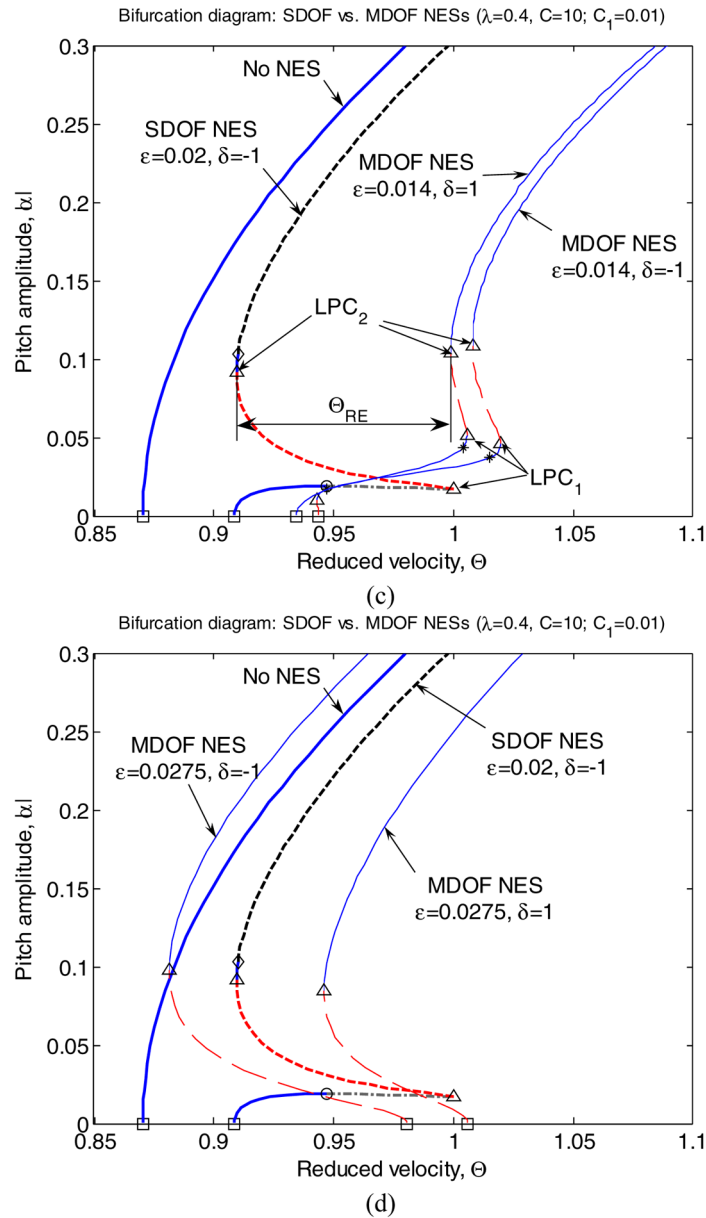 Bifurcation diagram: SDOF vs. MDOF NESs (λ=0.4, C=10; C₁=0.01)
0.3
0.25
0.2
0.15
0.1
0.05
0
Pitch amplitude, |α|
No NES
SDOF NES
ε=0.02, δ=-1
MDOF NES
ε=0.014, δ=1
MDOF NES
ε=0.014, δ=-1
LPC₂
Θ_RE
LPC₁
0.85 0.9 0.95 1 1.05 1.1
Reduced velocity, Θ
(c)
Bifurcation diagram: SDOF vs. MDOF NESs (λ=0.4, C=10; C₁=0.01)
0.3
0.25
0.2
0.15
0.1
0.05
0
Pitch amplitude, |α|
No NES
MDOF NES
ε=0.0275, δ=-1
SDOF NES
ε=0.02, δ=-1
MDOF NES
ε=0.0275, δ=1
0.85 0.9 0.95 1 1.05 1.1
Reduced velocity, Θ
(d)